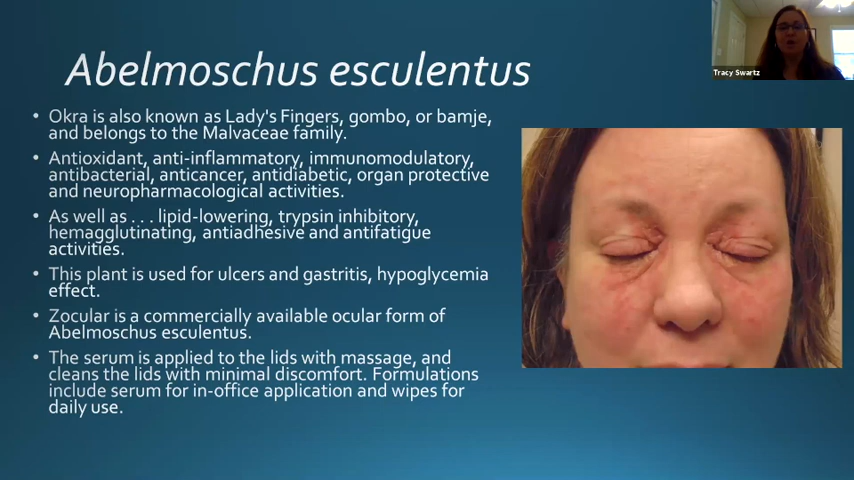 Abelmoschus esculentus
Tracy Swartz
• Okra is also known as Lady's Fingers, gombo, or bamje,
and belongs to the Malvaceae family.
• Antioxidant, anti-inflammatory, immunomodulatory,
antibacterial, anticancer, antidiabetic, organ protective
and neuropharmacological activities.
• As well as . . . lipid-lowering, trypsin inhibitory,
hemagglutinating, antiadhesive and antifatigue
activities.
• This plant is used for ulcers and gastritis, hypoglycemia
effect.
• Zocular is a commercially available ocular form of
Abelmoschus esculentus.
• The serum is applied to the lids with massage, and
cleans the lids with minimal discomfort. Formulations
include serum for in-office application and wipes for
daily use.